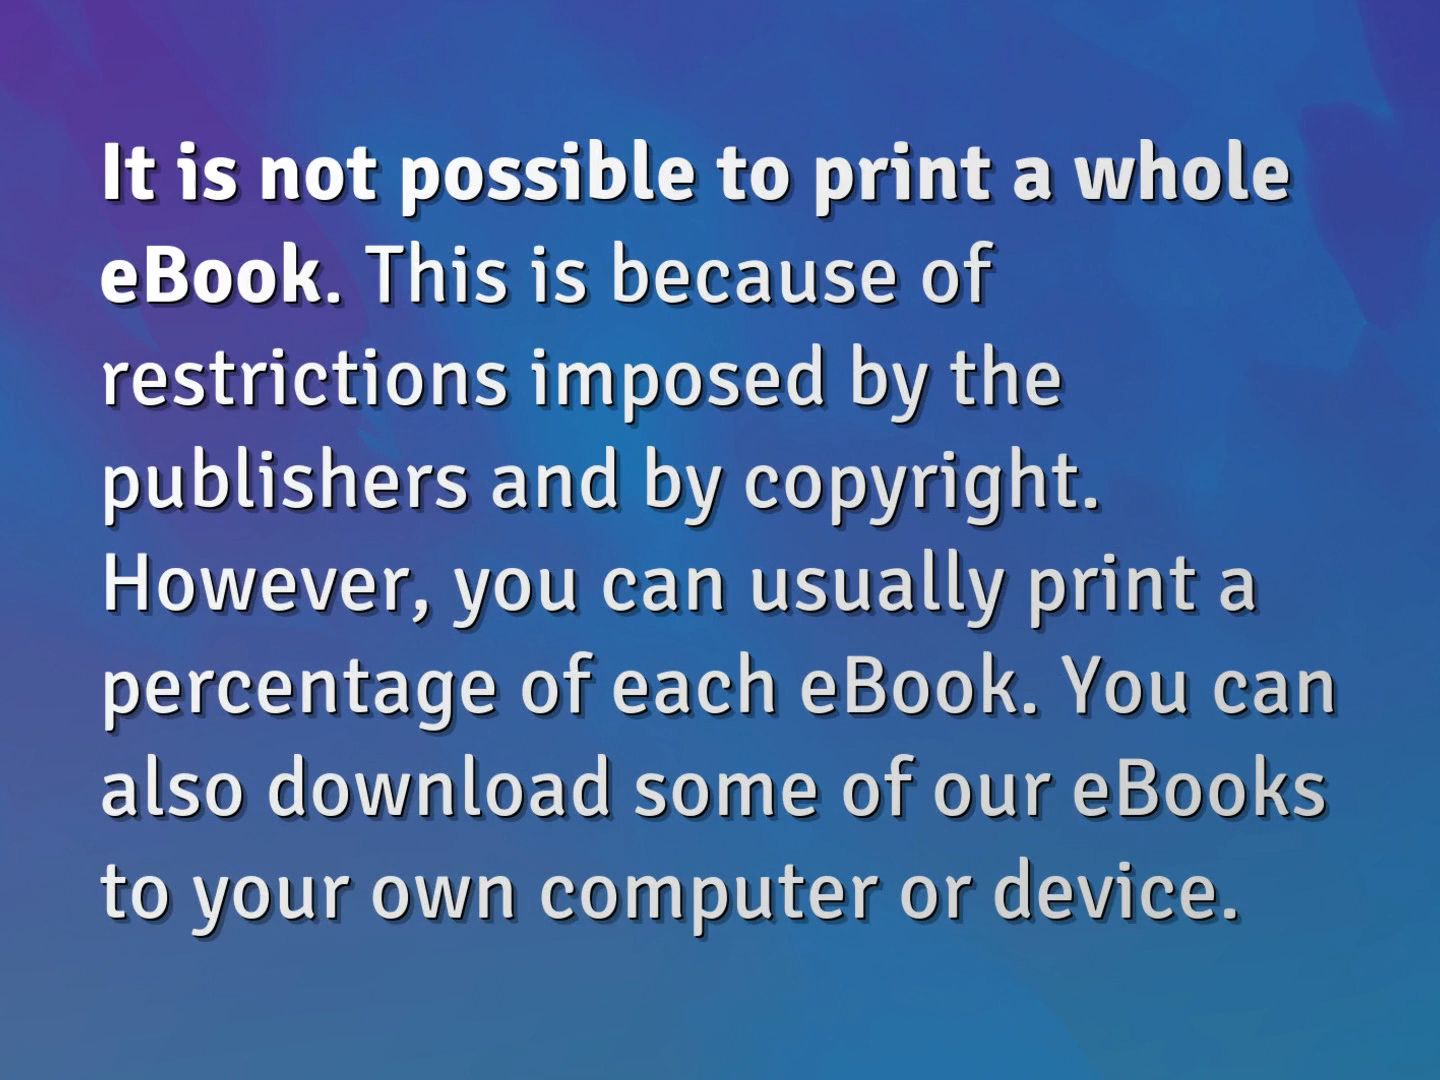 It is not possible to print a whole
eBook. This is because of
restrictions imposed by the
publishers and by copyright.
However, you can usually print a
percentage of each eBook. You can
also download some of our eBooks
to your own computer or device.